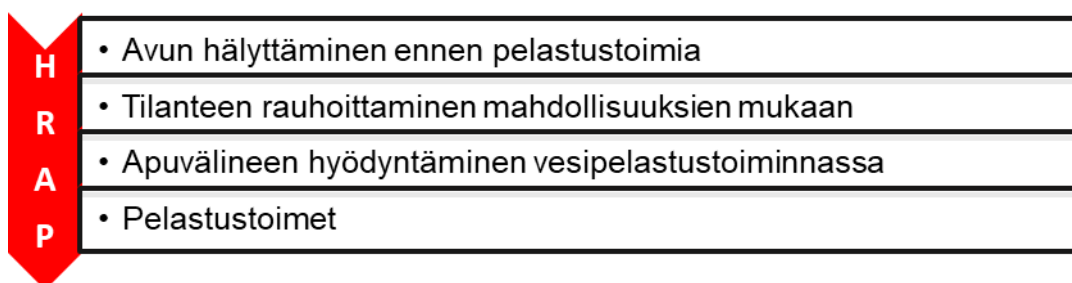 H
• Avun hälyttäminen ennen pelastustoimia
R
• Tilanteen rauhoittaminen mahdollisuuksien mukaan
A
• Apuvälineen hyödyntäminen vesipelastustoiminnassa
P
• Pelastustoimet